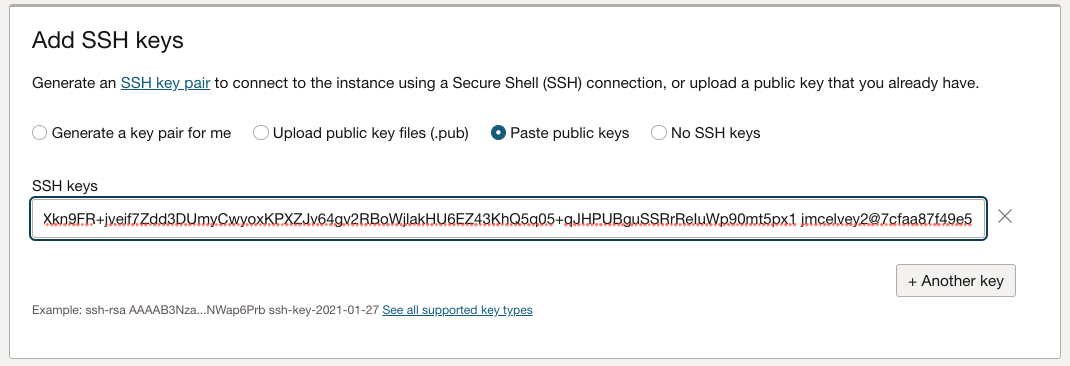 Add SSH keys
Generate an SSH key pair to connect to the instance using a Secure Shell (SSH) connection, or upload a public key that you already have.
Generate a key pair for me Upload public key files (.pub) Paste public keys No SSH keys
SSH keys
Xkn9FR+jveif7Zdd3DUmyCwyoxKPXZJv64gv2RBoWjlakHU6EZ43KhQ5q05+qJHPUBguSSRrReIuWp90mt5px1 jmcelvey2@7cfaa87f49e5
+ Another key
Example: ssh-rsa AAAAB3Nza...NWap6Prb ssh-key-2021-01-27 See all supported key types